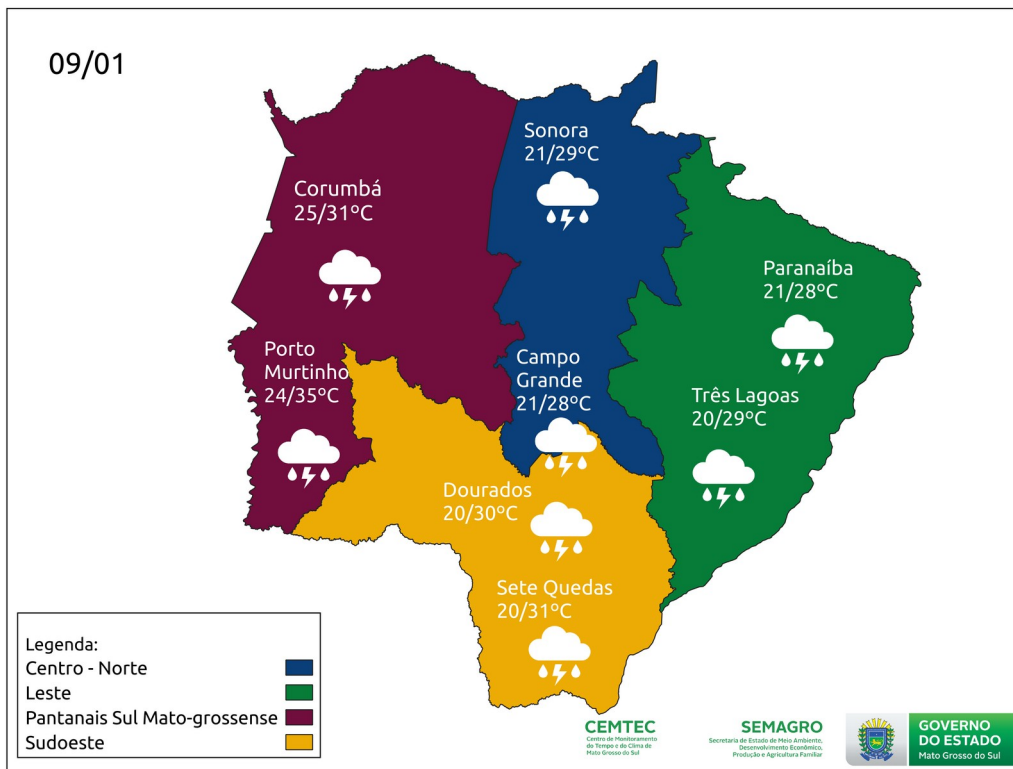 09/01
Sonora
21/29ºC
Corumbá
25/31ºC
Paranaíba
21/28ºC
Porto
Murtinho
24/35ºC
Campo
Grande
21/28ºC
Três Lagoas
20/29ºC
Dourados
20/30ºC
Sete Quedas
20/31ºC
Legenda:
Centro - Norte
Leste
Pantanais Sul Mato-grossense
Sudoeste
CEMTEC
Centro de Monitoramento
do Tempo e do Clima de
Mato Grosso do Sul
SEMAGRO
Secretaria de Estado de Meio Ambiente,
Desenvolvimento Econômico,
Produção e Agricultura Familiar
GOVERNO
DO ESTADO
Mato Grosso do Sul